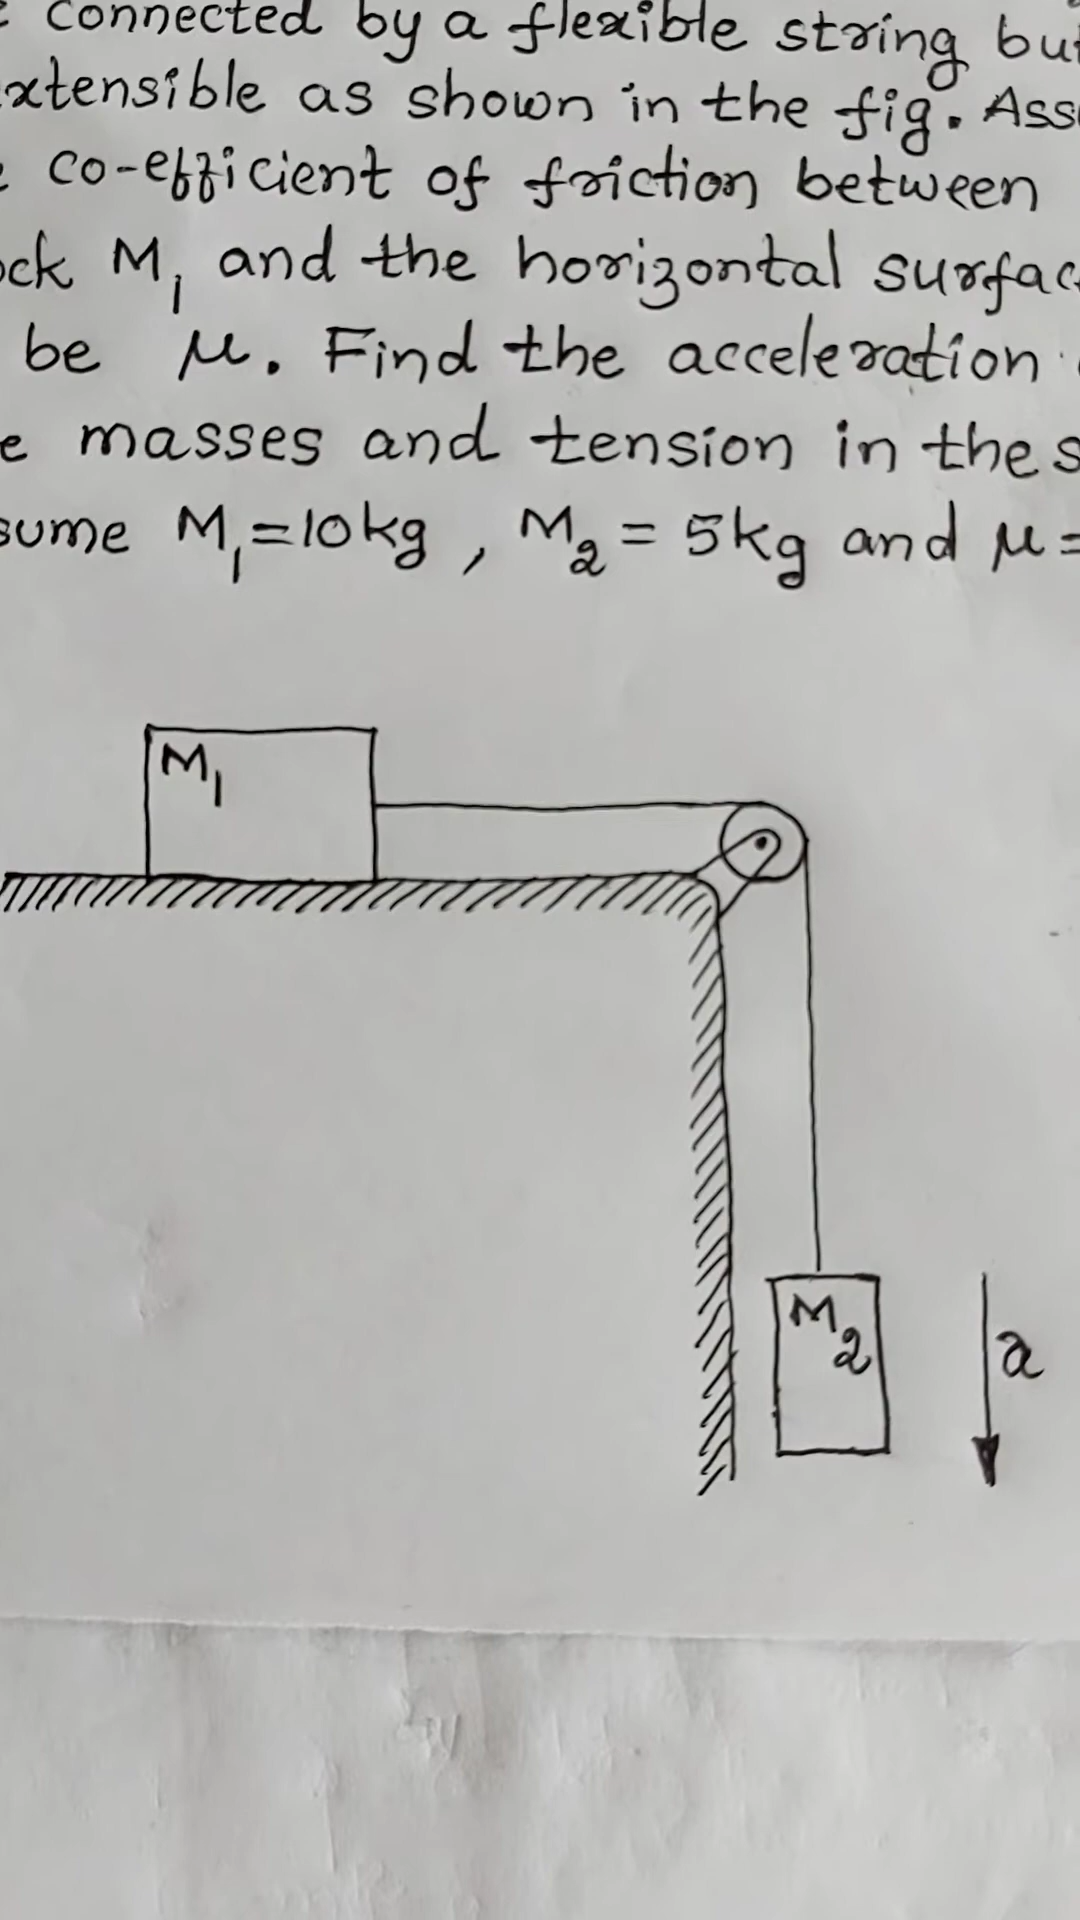 connected by a flexible string but
xtensible as shown in the fig. Ass
co-efficient of friction between
ock M₁ and the horizontal surfac
be μ. Find the acceleration
e masses and tension in the s
sume M₁=10kg, M₂ = 5kg and μ=
M₁
M₂
a